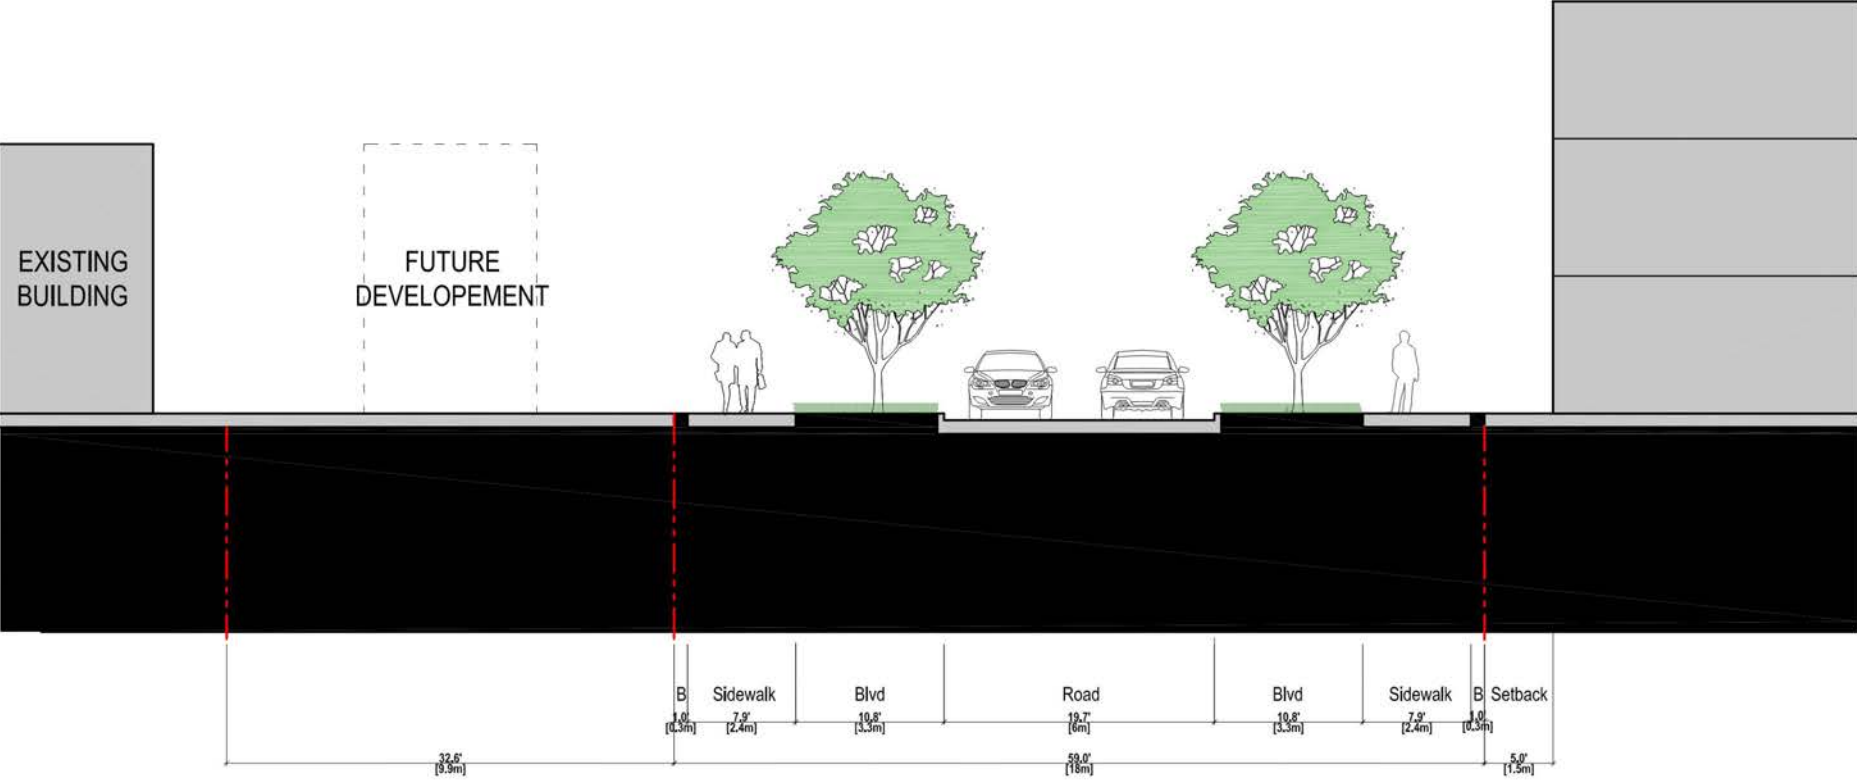 EXISTING
BUILDING
FUTURE
DEVELOPEMENT
B
Sidewalk
Blvd
Road
Blvd
Sidewalk
B
Setback
1.0'
[0.3m]
7.9'
[2.4m]
10.8'
[3.3m]
19.7'
[6m]
10.8'
[3.3m]
7.9'
[2.4m]
1.0'
[0.3m]
32.6'
[9.9m]
59.0'
[18m]
5.0'
[1.5m]